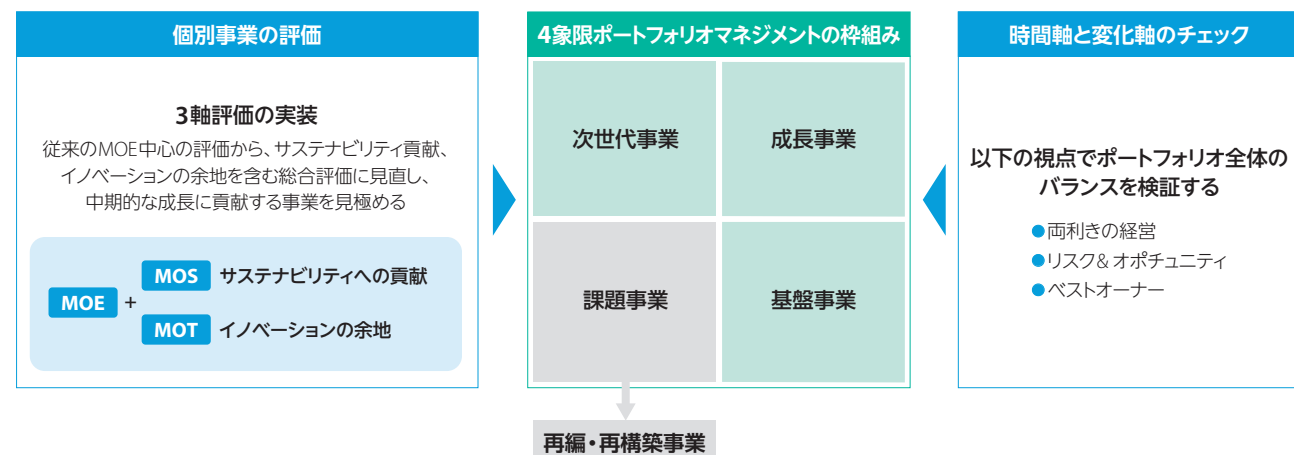 個別事業の評価
3軸評価の実装
従来のMOE中心の評価から、サステナビリティ貢献、
イノベーションの余地を含む総合評価に見直し、
中期的な成長に貢献する事業を見極める
MOE
+
MOS サステナビリティへの貢献
MOT イノベーションの余地
4象限ポートフォリオマネジメントの枠組み
次世代事業
成長事業
課題事業
基盤事業
再編・再構築事業
時間軸と変化軸のチェック
以下の視点でポートフォリオ全体の
バランスを検証する
●両利きの経営
●リスク&オポチュニティ
●ベストオーナー